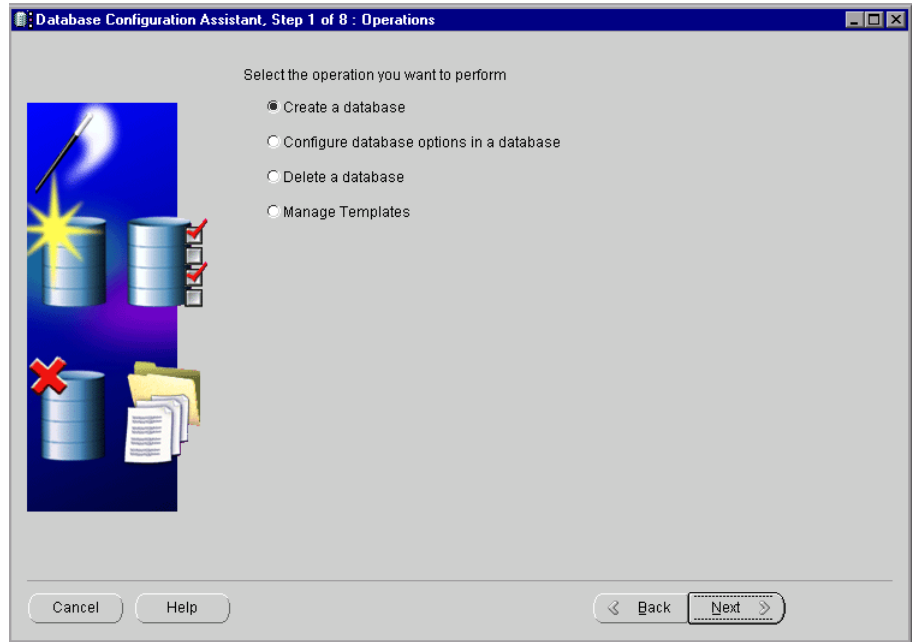 Database Configuration Assistant, Step 1 of 8 : Operations
Select the operation you want to perform
Create a database
Configure database options in a database
Delete a database
Manage Templates
Cancel
Help
Back
Next